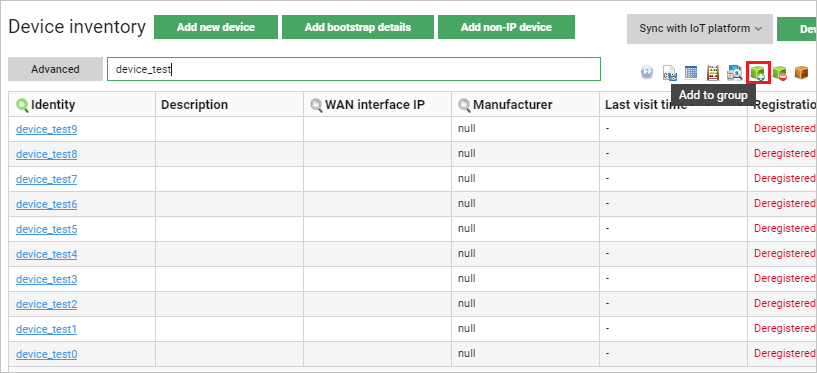 Device inventory Add new device Add bootstrap details Add non-IP device Sync with IoT platform Dev
Advanced device_test
Add to group
Identity Description WAN interface IP Manufacturer Last visit time Registratio
device_test9 null - Deregistered
device_test8 null - Deregistered
device_test7 null - Deregistered
device_test6 null - Deregistered
device_test5 null - Deregistered
device_test4 null - Deregistered
device_test3 null - Deregistered
device_test2 null - Deregistered
device_test1 null - Deregistered
device_test0 null - Deregistered